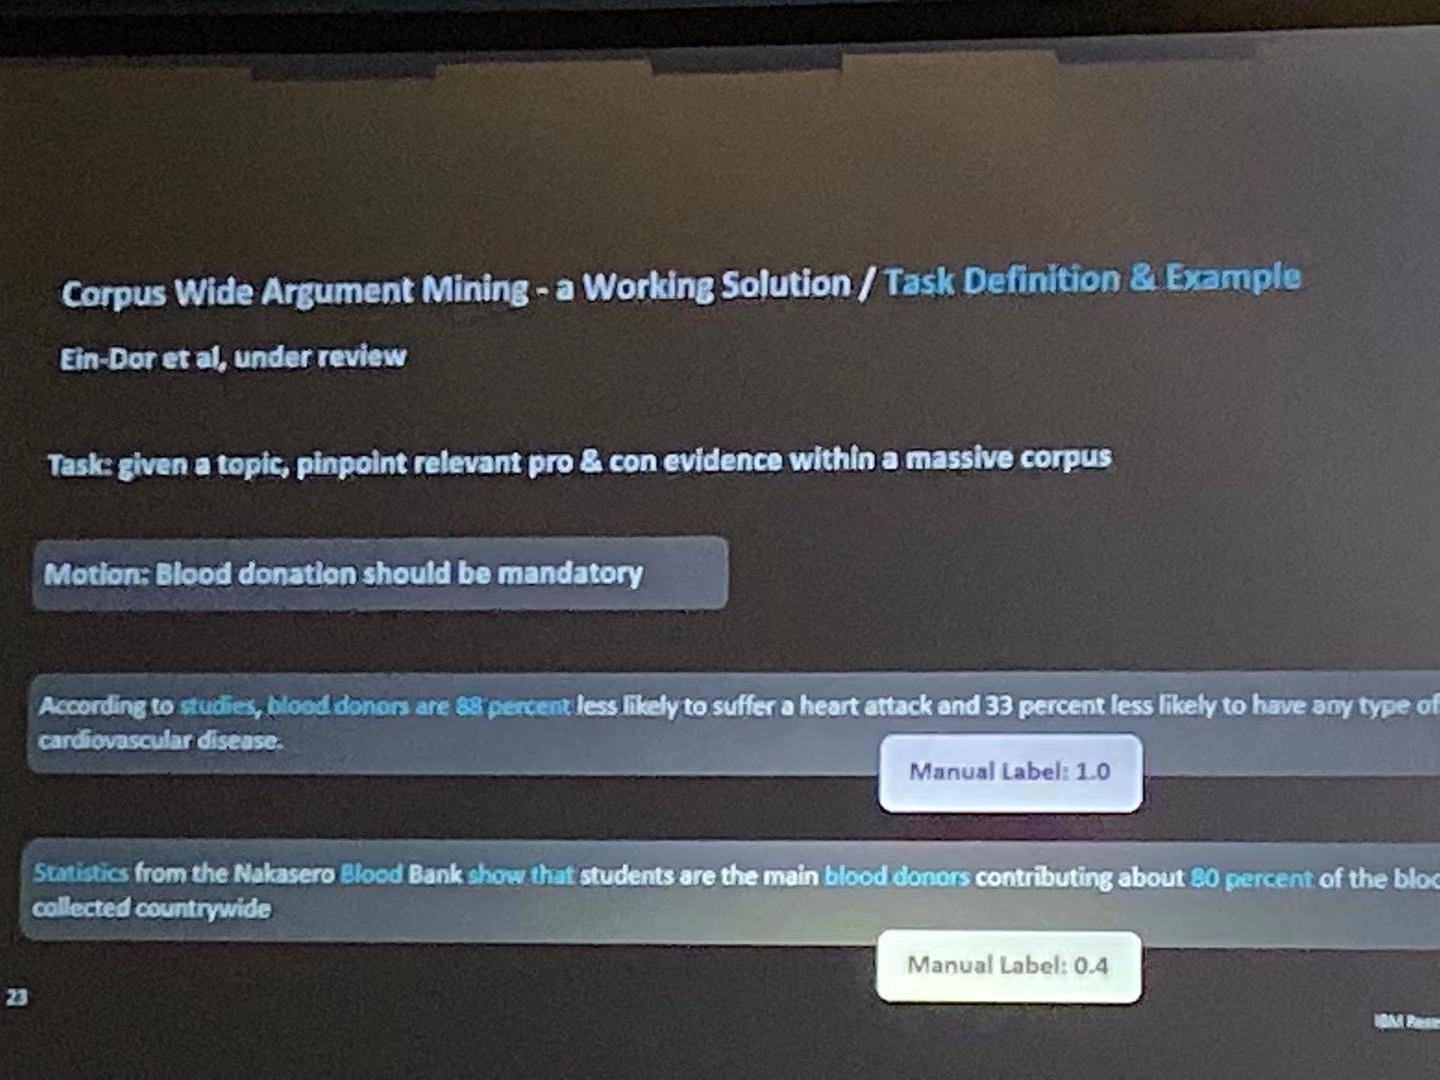 Corpus Wide Argument Mining - a Working Solution / Task Definition & Example
Ein-Dor et al, under review
Task: given a topic, pinpoint relevant pro & con evidence within a massive corpus
Motion: Blood donation should be mandatory
According to studies, blood donors are 88 percent less likely to suffer a heart attack and 33 percent less likely to have any type of
cardiovascular disease.
Manual Label: 1.0
Statistics from the Nakasero Blood Bank show that students are the main blood donors contributing about 80 percent of the
collected countrywide
Manual Label: 0.4
23
IBM